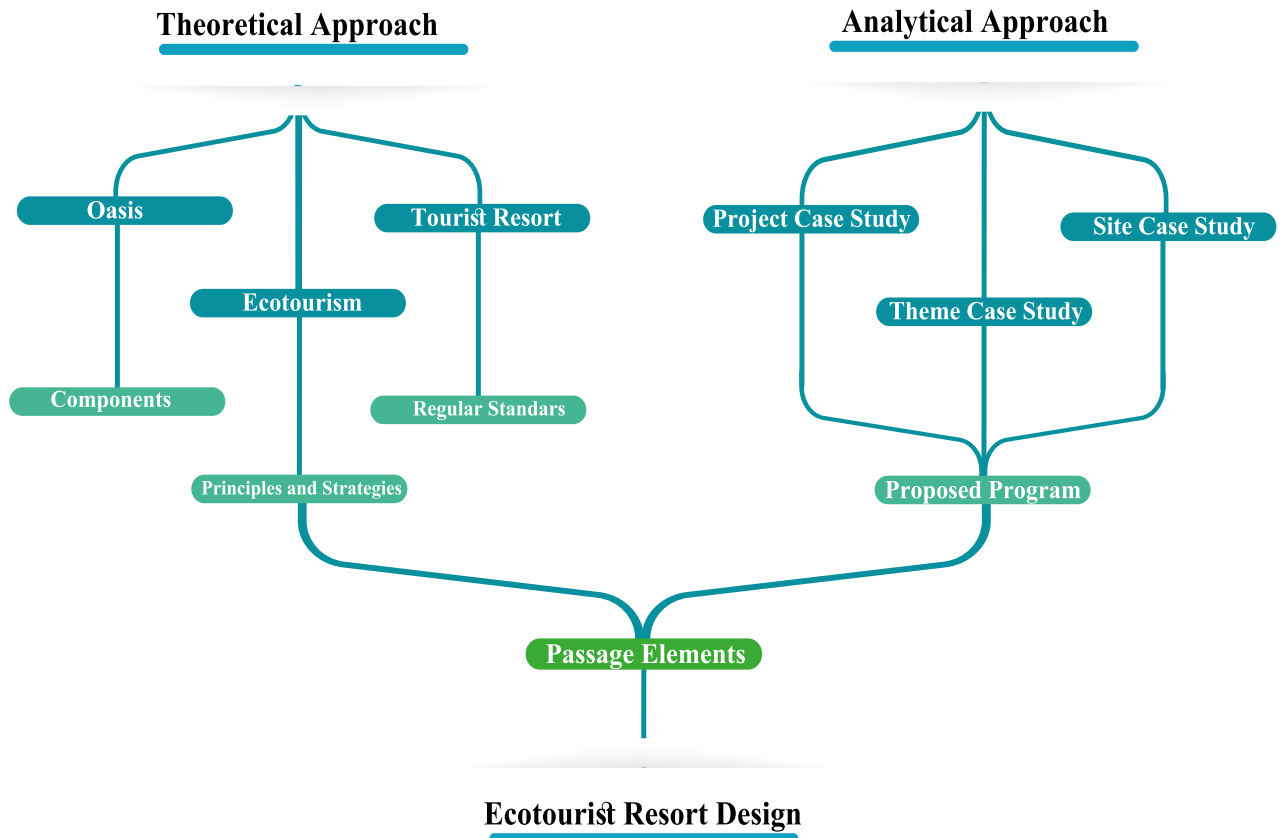 Theoretical Approach
Analytical Approach
Oasis
Tourist Resort
Project Case Study
Site Case Study
Ecotourism
Theme Case Study
Components
Regular Standars
Principles and Strategies
Proposed Program
Passage Elements
Ecotourist Resort Design